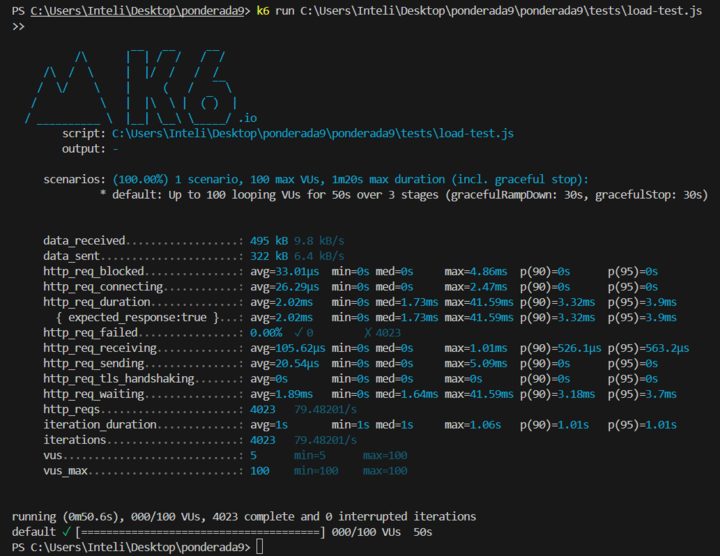 PS C:\Users\Inteli\Desktop\ponderada9> k6 run C:\Users\Inteli\Desktop\ponderada9\ponderada9\tests\load-test.js
>>
.io
script: C:\Users\Inteli\Desktop\ponderada9\ponderada9\tests\load-test.js
output: -
scenarios: (100.00%) 1 scenario, 100 max VUs, 1m20s max duration (incl. graceful stop):
* default: Up to 100 looping VUs for 50s over 3 stages (gracefulRampDown: 30s, gracefulStop: 30s)
data_received..................: 495 kB 9.8 kB/s
data_sent......................: 322 kB 6.4 kB/s
http_req_blocked...............: avg=33.01µs min=0s med=0s max=4.86ms p(90)=0s p(95)=0s
http_req_connecting............: avg=26.29µs min=0s med=0s max=2.47ms p(90)=0s p(95)=0s
http_req_duration..............: avg=2.02ms min=0s med=1.73ms max=41.59ms p(90)=3.32ms p(95)=3.9ms
{ expected_response:true }...: avg=2.02ms min=0s med=1.73ms max=41.59ms p(90)=3.32ms p(95)=3.9ms
http_req_failed................: 0.00% ✓ 0 ✗ 4023
http_req_receiving.............: avg=105.62µs min=0s med=0s max=1.01ms p(90)=526.1µs p(95)=563.2µs
http_req_sending...............: avg=20.54µs min=0s med=0s max=5.09ms p(90)=0s p(95)=0s
http_req_tls_handshaking.......: avg=0s min=0s med=0s max=0s p(90)=0s p(95)=0s
http_req_waiting...............: avg=1.89ms min=0s med=1.64ms max=41.59ms p(90)=3.18ms p(95)=3.7ms
http_reqs......................: 4023 79.48201/s
iteration_duration.............: avg=1s min=1s med=1s max=1.06s p(90)=1.01s p(95)=1.01s
iterations.....................: 4023 79.48201/s
vus............................: 5 min=5 max=100
vus_max........................: 100 min=100 max=100
running (0m50.6s), 000/100 VUs, 4023 complete and 0 interrupted iterations
default ✓ [======================================] 000/100 VUs 50s
PS C:\Users\Inteli\Desktop\ponderada9>